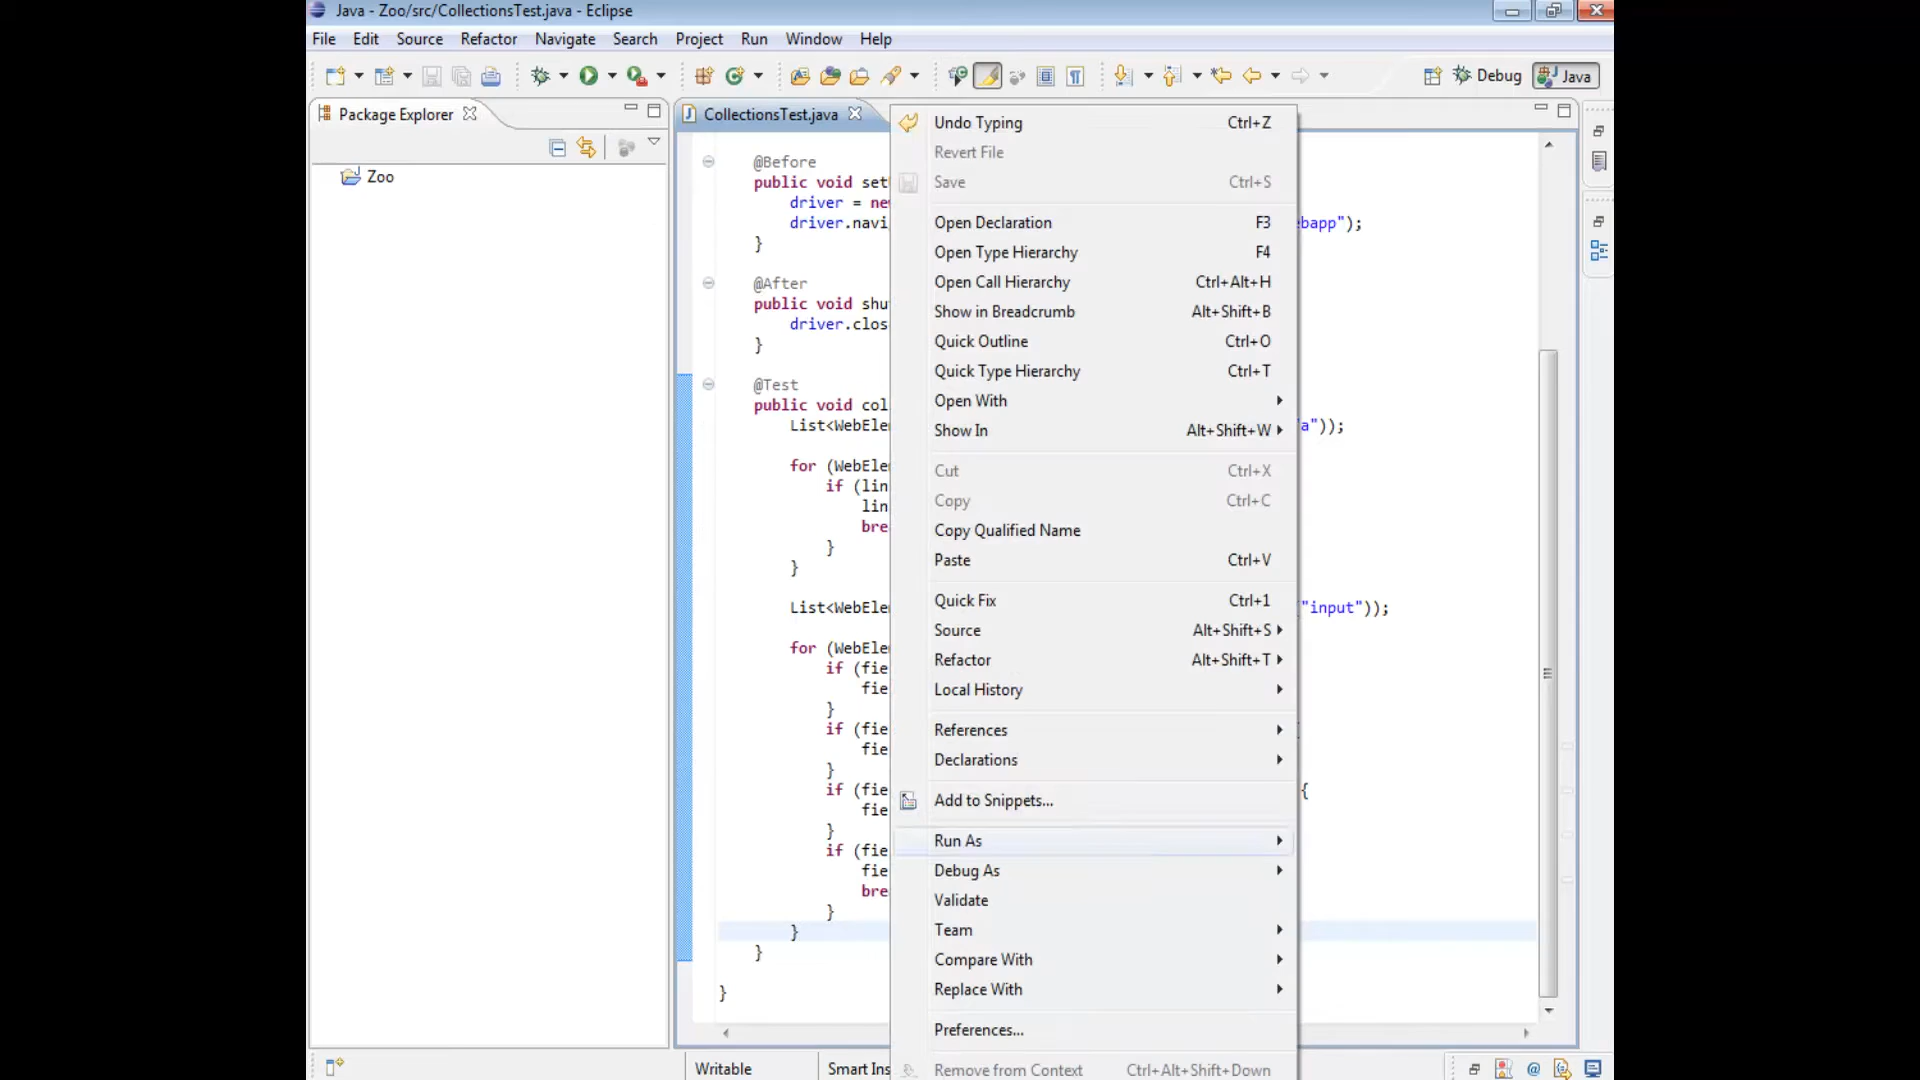 Java - Zoo/src/CollectionsTest.java - Eclipse
File Edit Source Refactor Navigate Search Project Run Window Help
Debug Java
Package Explorer
Zoo
CollectionsTest.java
@Before
public void set
driver = new
driver.navi ebapp");
}
@After
public void shu
driver.clos
}
@Test
public void col
List<WebEle "a"));
for (WebEle
if (lin
lin
bre
}
}
List<WebEle "input"));
for (WebEle
if (fie
fie
}
if (fie
fie
}
if (fie {
fie
}
if (fie
fie
bre
}
}
}
}
Undo Typing Ctrl+Z
Revert File
Save Ctrl+S
Open Declaration F3
Open Type Hierarchy F4
Open Call Hierarchy Ctrl+Alt+H
Show in Breadcrumb Alt+Shift+B
Quick Outline Ctrl+O
Quick Type Hierarchy Ctrl+T
Open With
Show In Alt+Shift+W
Cut Ctrl+X
Copy Ctrl+C
Copy Qualified Name
Paste Ctrl+V
Quick Fix Ctrl+1
Source Alt+Shift+S
Refactor Alt+Shift+T
Local History
References
Declarations
Add to Snippets...
Run As
Debug As
Validate
Team
Compare With
Replace With
Preferences...
Remove from Context Ctrl+Alt+Shift+Down
Writable Smart Ins